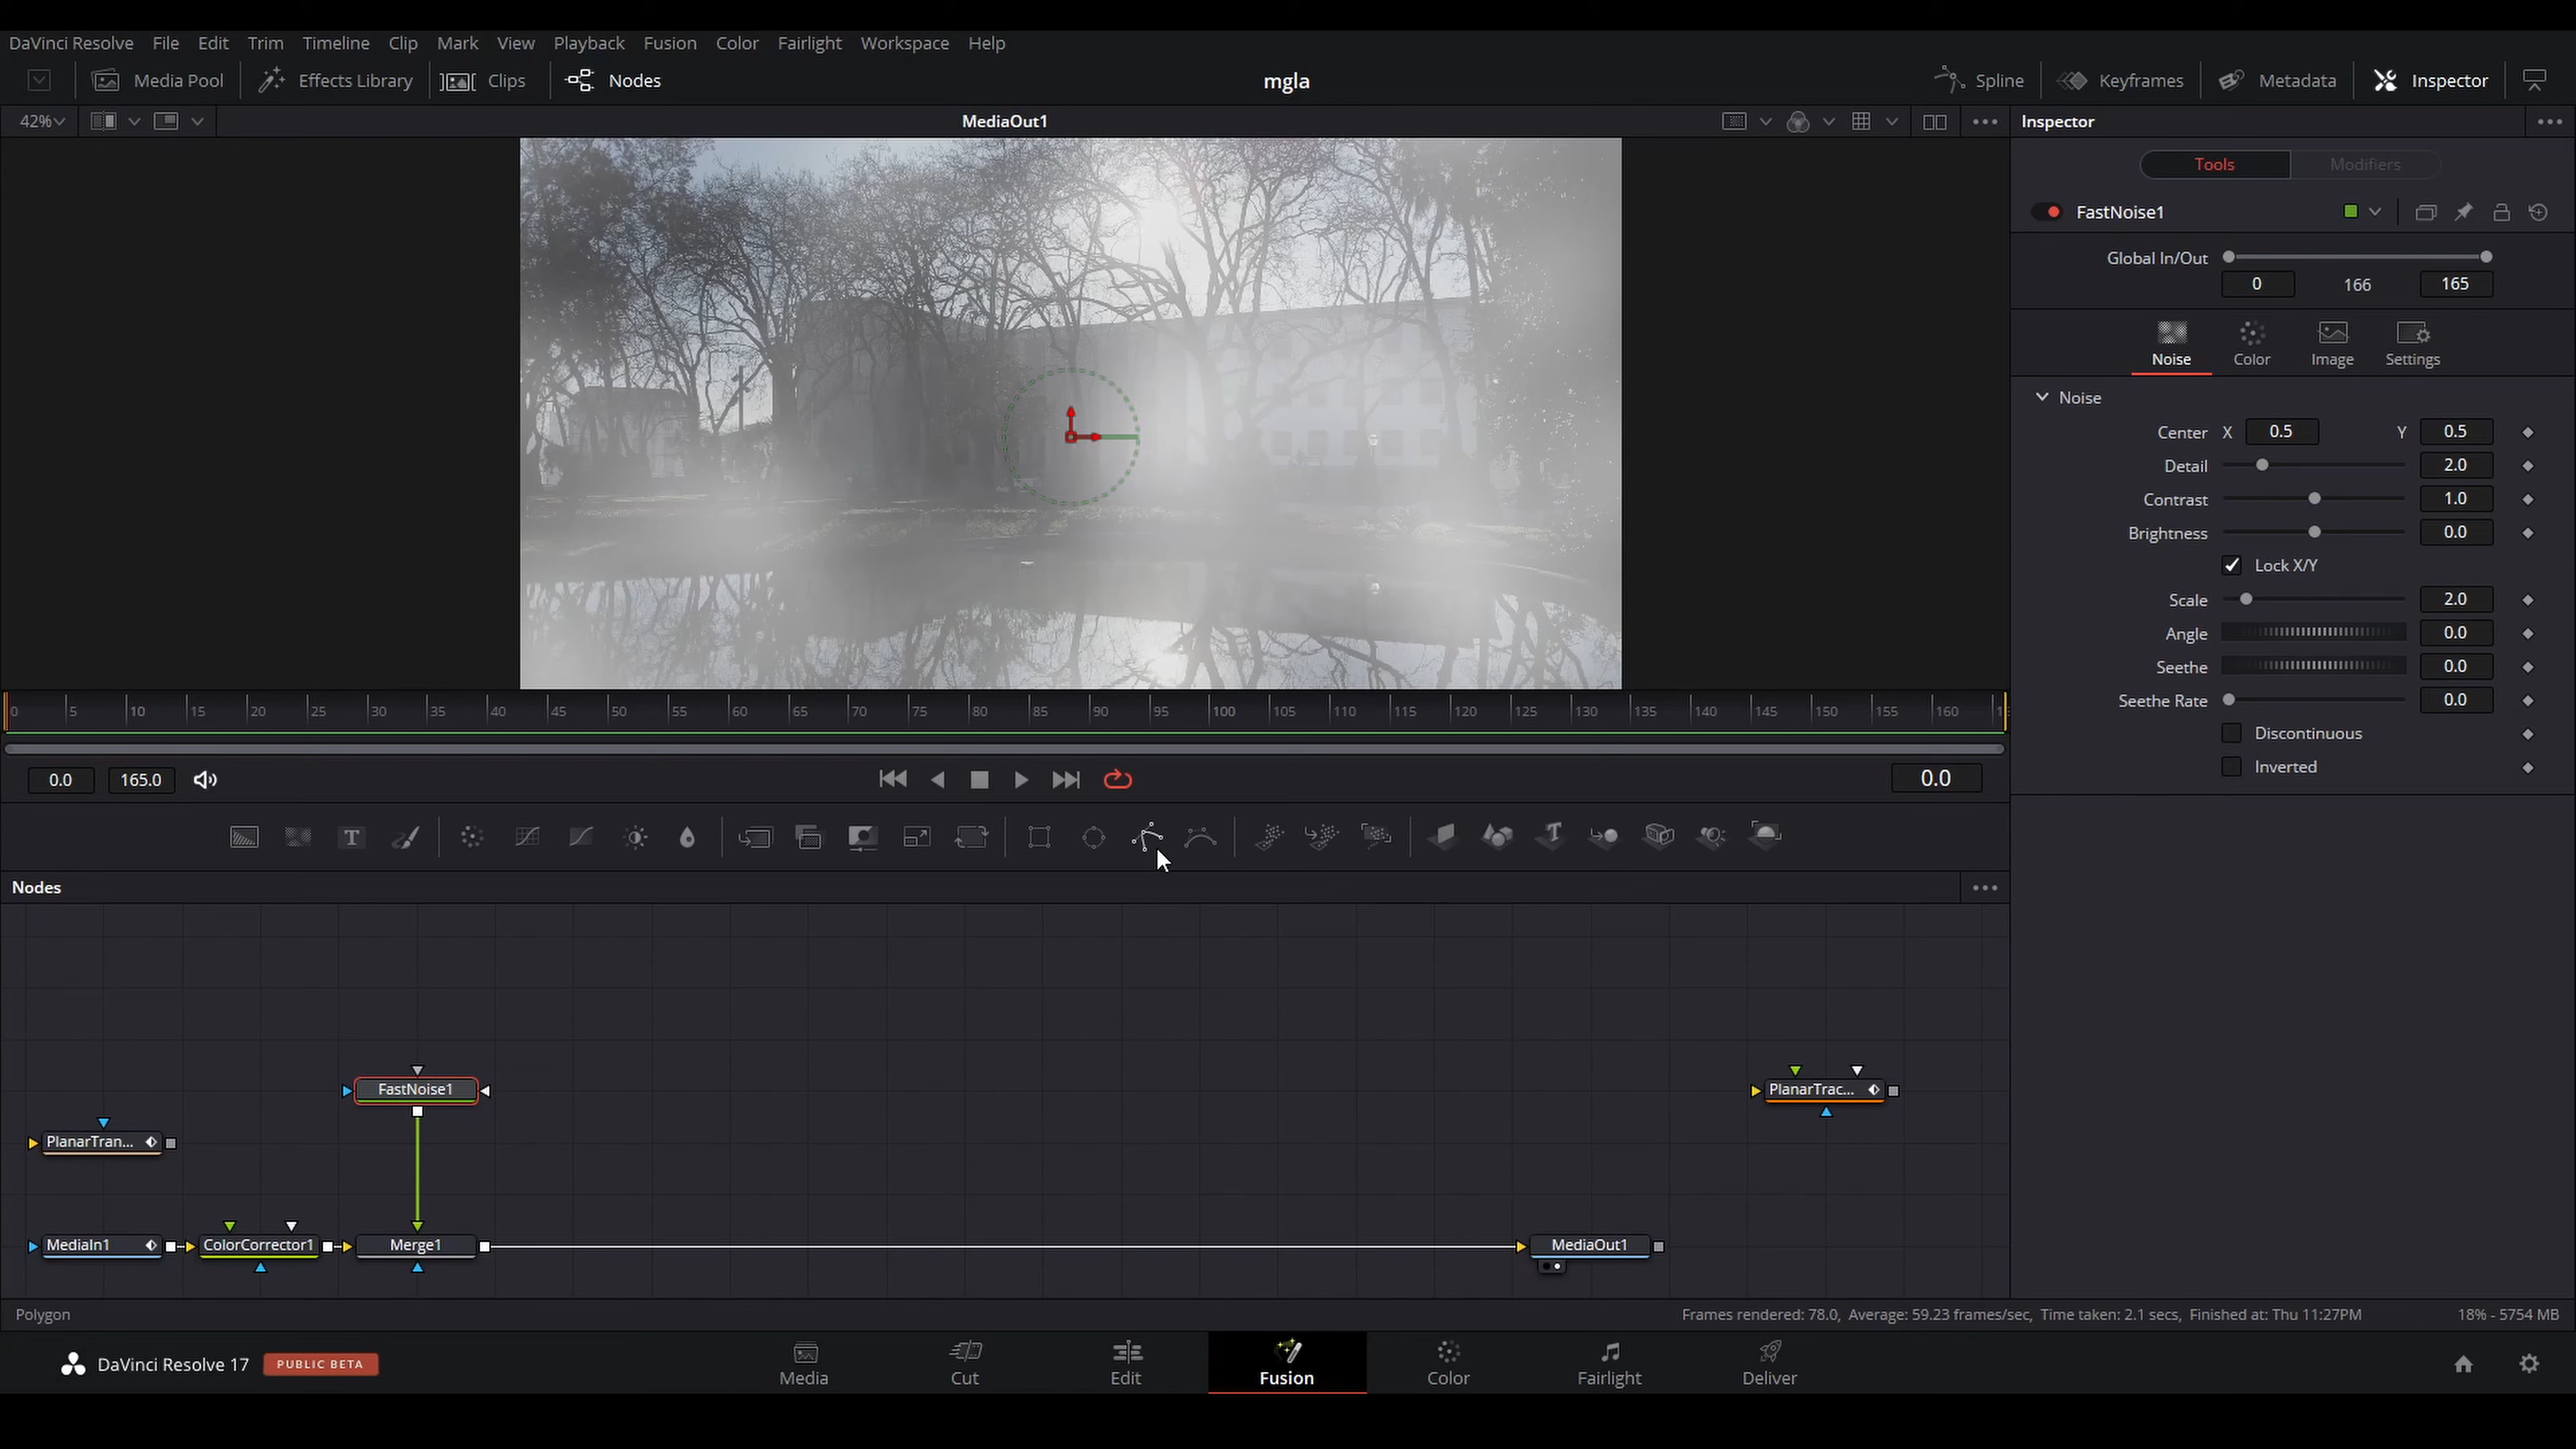 DaVinci Resolve File Edit Trim Timeline Clip Mark View Playback Fusion Color Fairlight Workspace Help
Media Pool Effects Library Clips Nodes mgla Spline Keyframes Metadata Inspector
42% MediaOut1 Inspector
Tools Modifiers
FastNoise1
Global In/Out
0 166 165
Noise Color Image Settings
Noise
Center X 0.5 Y 0.5
Detail 2.0
Contrast 1.0
Brightness 0.0
Lock X/Y
Scale 2.0
Angle 0.0
Seethe 0.0
Seethe Rate 0.0
Discontinuous
Inverted
0 5 10 15 20 25 30 35 40 45 50 55 60 65 70 75 80 85 90 95 100 105 110 115 120 125 130 135 140 145 150 155 160
0.0 165.0 0.0
T T
Nodes
FastNoise1 PlanarTrac...
PlanarTran...
MediaIn1 ColorCorrector1 Merge1 MediaOut1
Polygon Frames rendered: 78.0, Average: 59.23 frames/sec, Time taken: 2.1 secs, Finished at: Thu 11:27PM 18% - 5754 MB
DaVinci Resolve 17 PUBLIC BETA Media Cut Edit Fusion Color Fairlight Deliver